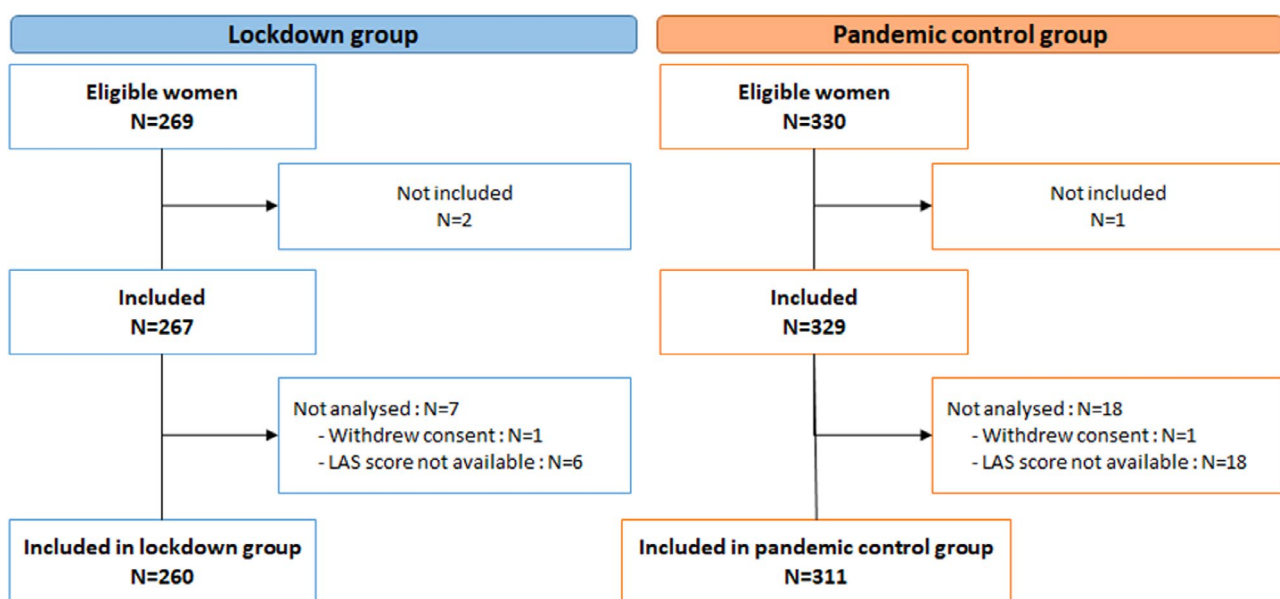 Lockdown group
Eligible women
N=269
Not included
N=2
Included
N=267
Not analysed : N=7
- Withdrew consent : N=1
- LAS score not available : N=6
Included in lockdown group
N=260
Pandemic control group
Eligible women
N=330
Not included
N=1
Included
N=329
Not analysed : N=18
- Withdrew consent : N=1
- LAS score not available : N=18
Included in pandemic control group
N=311